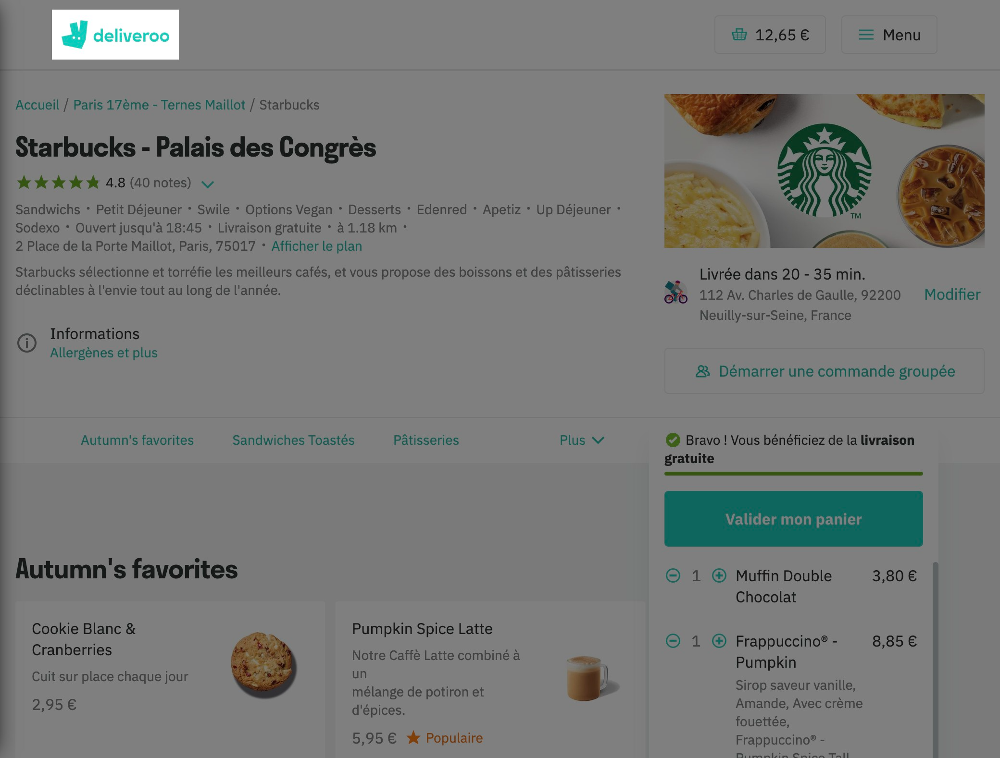 deliveroo
12,65 €
Menu
Accueil / Paris 17ème - Ternes Maillot / Starbucks
Starbucks - Palais des Congrès
4.8 (40 notes)
Sandwichs · Petit Déjeuner · Swile · Options Vegan · Desserts · Edenred · Apetiz · Up Déjeuner ·
Sodexo · Ouvert jusqu'à 18:45 · Livraison gratuite · à 1.18 km ·
2 Place de la Porte Maillot, Paris, 75017 · Afficher le plan
Starbucks sélectionne et torréfie les meilleurs cafés, et vous propose des boissons et des pâtisseries
déclinables à l'envie tout au long de l'année.
Informations
Allergènes et plus
TM
Livrée dans 20 - 35 min.
112 Av. Charles de Gaulle, 92200
Neuilly-sur-Seine, France
Modifier
Démarrer une commande groupée
Autumn's favorites
Sandwiches Toastés
Pâtisseries
Plus
Bravo ! Vous bénéficiez de la livraison
gratuite
Valider mon panier
1 Muffin Double 3,80 €
Chocolat
1 Frappuccino® - 8,85 €
Pumpkin
Sirop saveur vanille,
Amande, Avec crème
fouettée,
Frappuccino® -
Pumpkin Spice Tall
Autumn's favorites
Cookie Blanc &
Cranberries
Cuit sur place chaque jour
2,95 €
Pumpkin Spice Latte
Notre Caffè Latte combiné à
un
mélange de potiron et
d'épices.
5,95 € Populaire